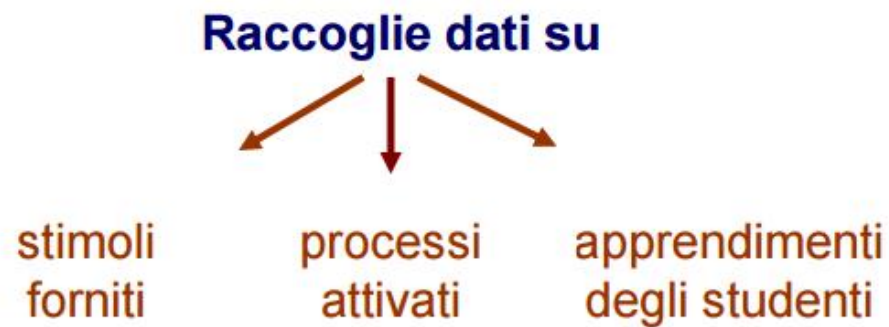 Raccoglie dati su
stimoli forniti
processi attivati
apprendimenti degli studenti